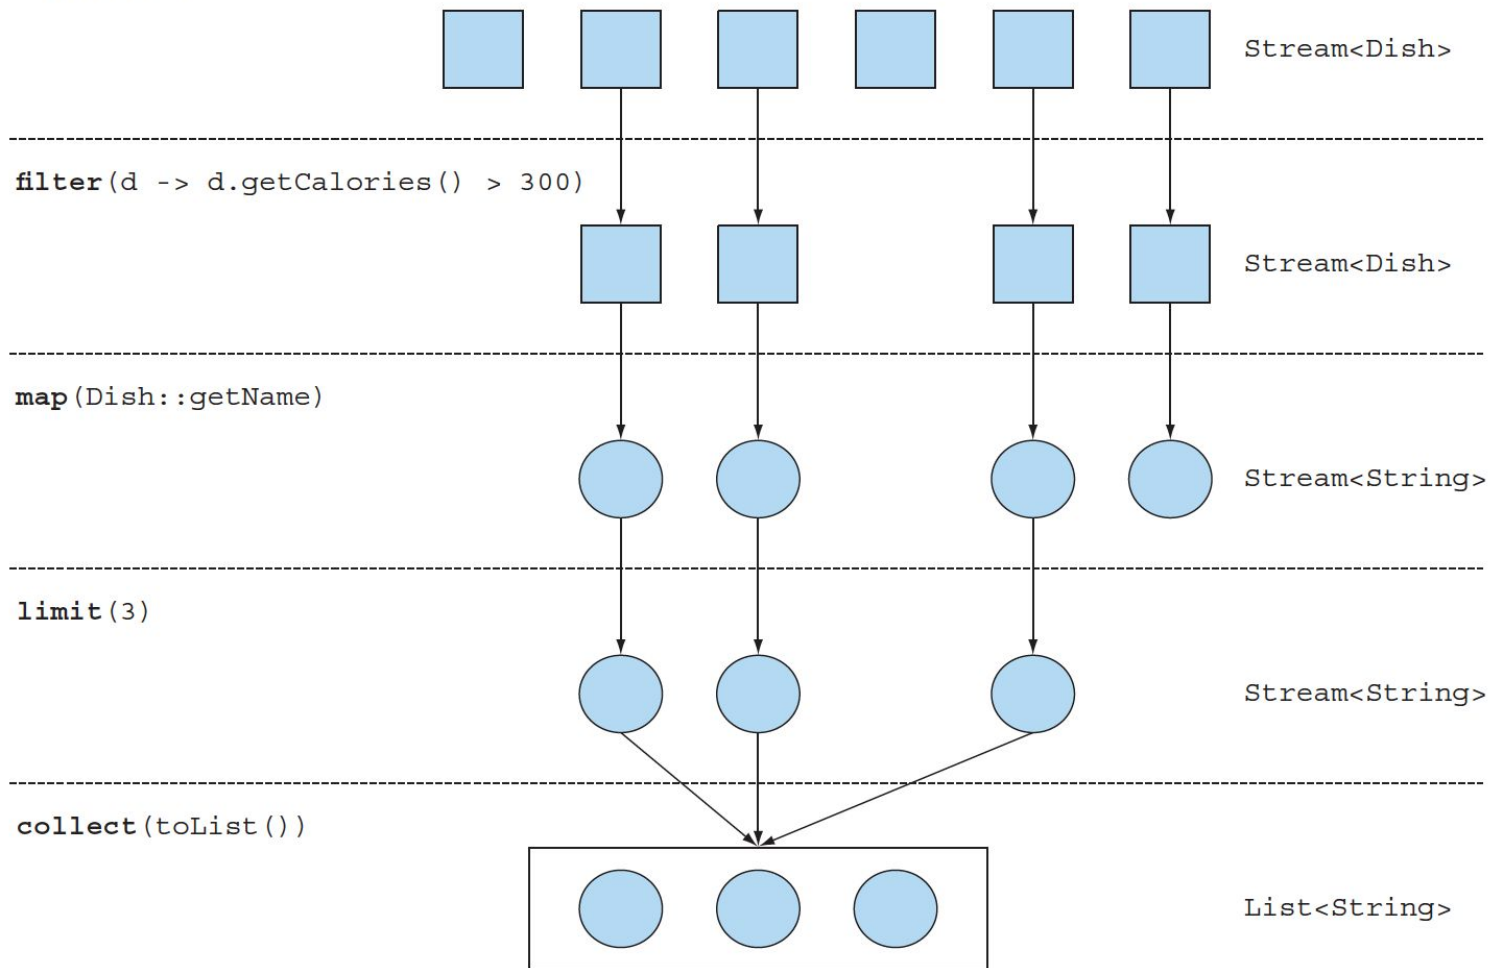 Stream<Dish>
filter(d -> d.getCalories() > 300)
Stream<Dish>
map(Dish::getName)
Stream<String>
limit(3)
Stream<String>
collect(toList())
List<String>